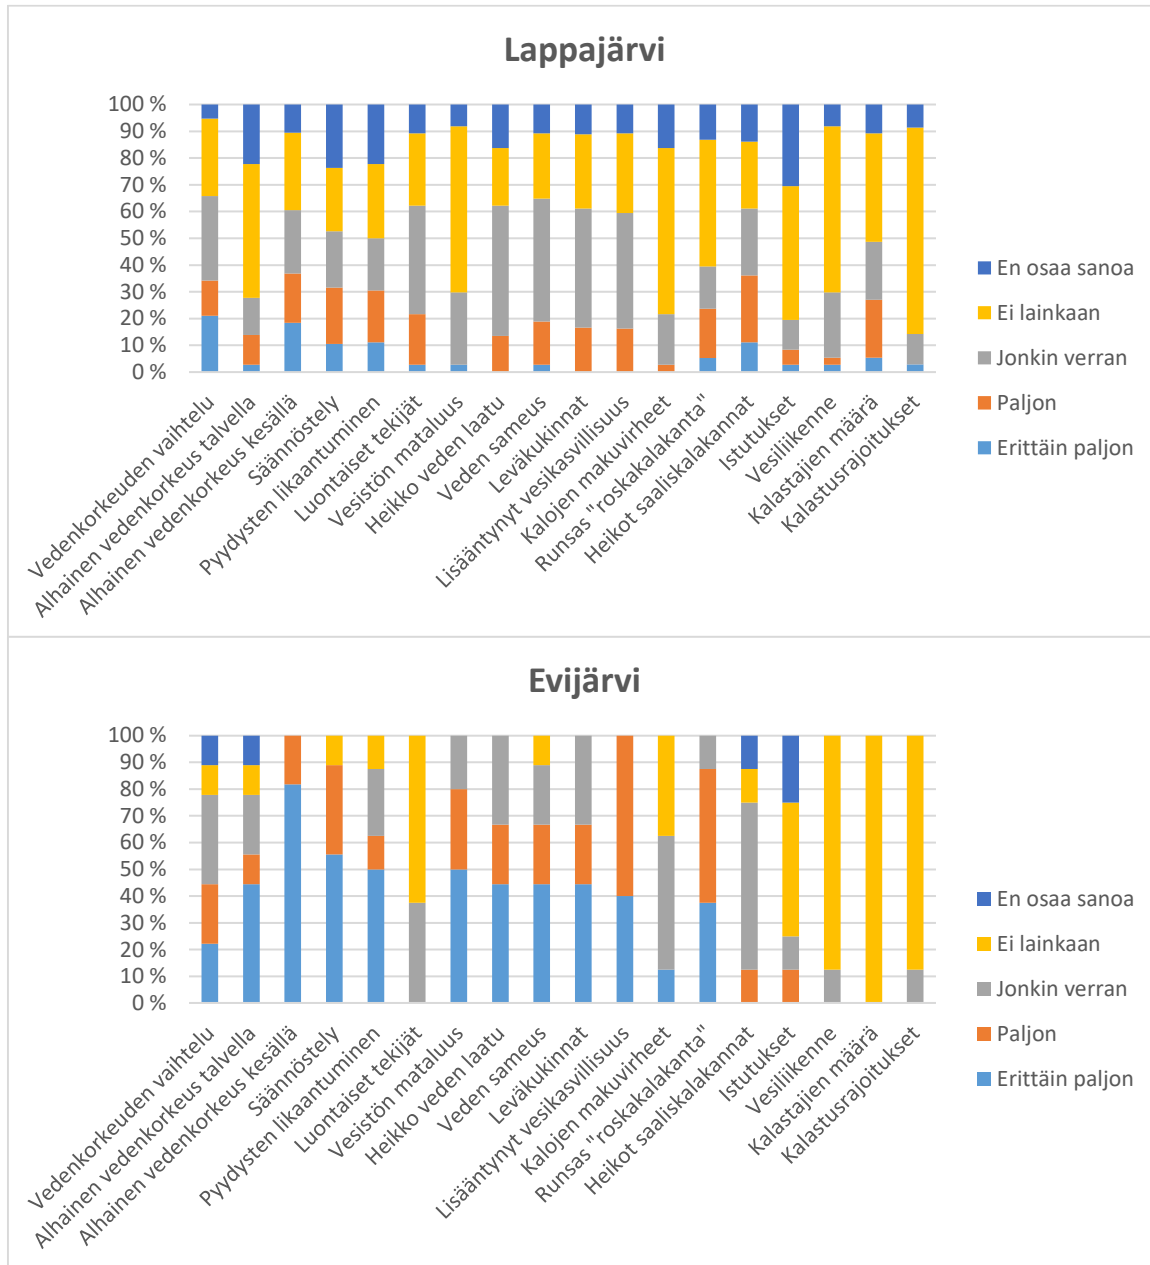 Lappajärvi
100 %
90 %
80 %
70 %
60 %
50 %
40 %
30 %
20 %
10 %
0 %
Vedenkorkeuden vaihtelu
Alhainen vedenkorkeus talvella
Alhainen vedenkorkeus kesällä
Säännöstely
Pyydysten likaantuminen
Luontaiset tekijät
Vesistön mataluus
Heikko veden laatu
Veden sameus
Leväkukinnat
Lisääntynyt vesikasvillisuus
Kalojen makuvirheet
Runsas "roskakalakanta"
Heikot saaliskalakannat
Istutukset
Vesiliikenne
Kalastajien määrä
Kalastusrajoitukset
En osaa sanoa
Ei lainkaan
Jonkin verran
Paljon
Erittäin paljon
Evijärvi
100 %
90 %
80 %
70 %
60 %
50 %
40 %
30 %
20 %
10 %
0 %
Vedenkorkeuden vaihtelu
Alhainen vedenkorkeus talvella
Alhainen vedenkorkeus kesällä
Säännöstely
Pyydysten likaantuminen
Luontaiset tekijät
Vesistön mataluus
Heikko veden laatu
Veden sameus
Leväkukinnat
Lisääntynyt vesikasvillisuus
Kalojen makuvirheet
Runsas "roskakalakanta"
Heikot saaliskalakannat
Istutukset
Vesiliikenne
Kalastajien määrä
Kalastusrajoitukset
En osaa sanoa
Ei lainkaan
Jonkin verran
Paljon
Erittäin paljon